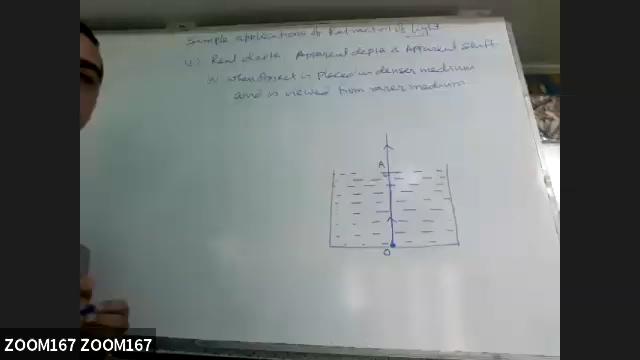 Simple applications of Refraction of light
1) Real depth Apparent depth & Apparent shift
when object is placed in denser medium
and is viewed from rarer medium
A
O
ZOOM167 ZOOM167